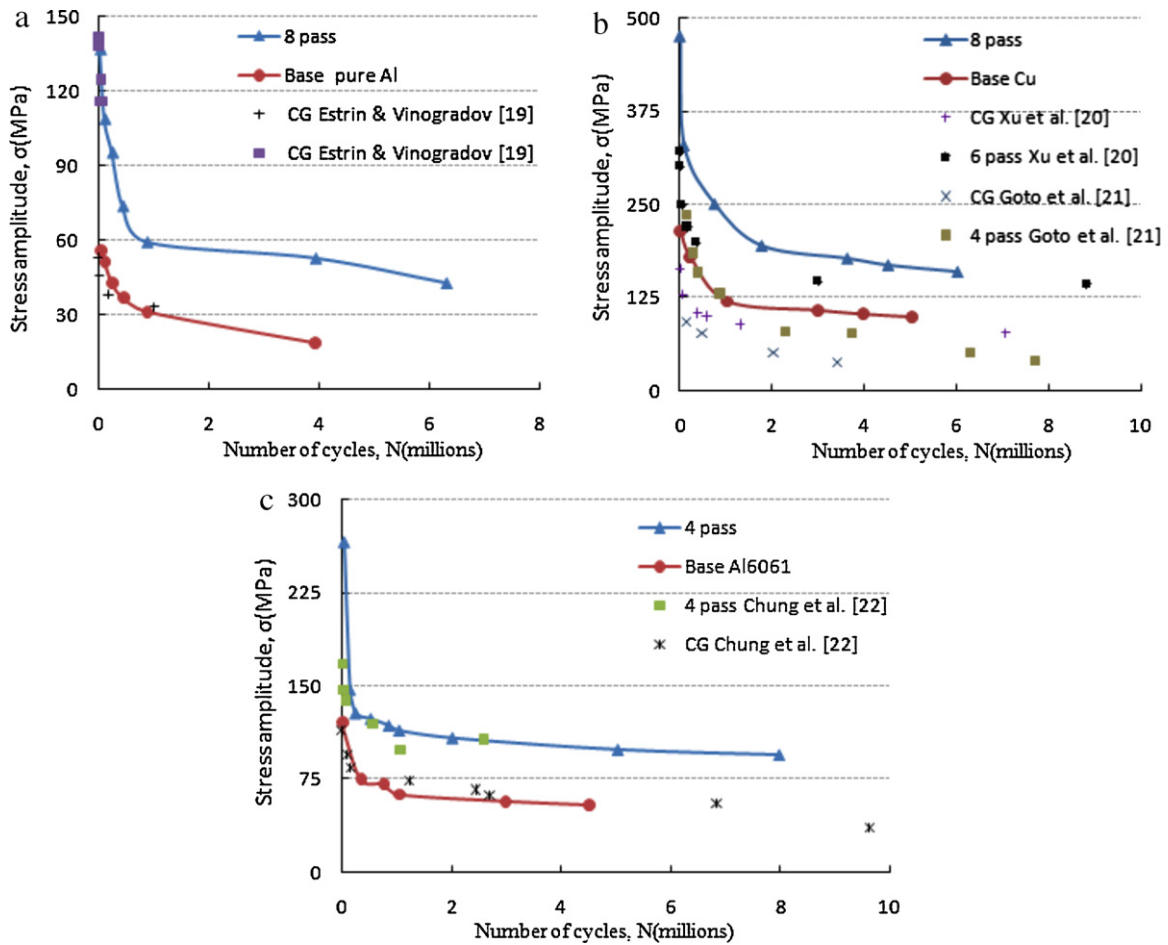 a
150
120
90
60
30
0
Stress amplitude, σ(MPa)
8 pass
Base pure Al
CG Estrin & Vinogradov [19]
CG Estrin & Vinogradov [19]
0 2 4 6 8
Number of cycles, N(millions)
b
500
375
250
125
0
Stress amplitude, σ(MPa)
8 pass
Base Cu
CG Xu et al. [20]
6 pass Xu et al. [20]
CG Goto et al. [21]
4 pass Goto et al. [21]
0 2 4 6 8 10
Number of cycles, N(millions)
c
300
225
150
75
0
Stress amplitude, σ(MPa)
4 pass
Base Al6061
4 pass Chung et al. [22]
CG Chung et al. [22]
0 2 4 6 8 10
Number of cycles, N(millions)